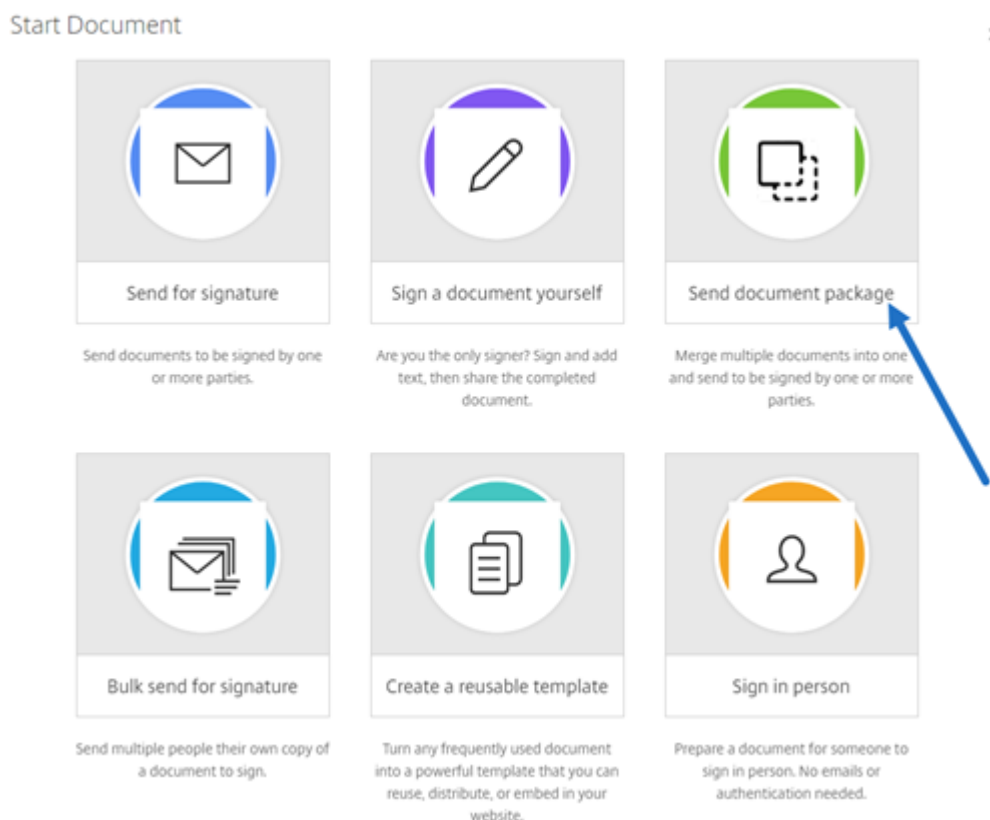 Start Document
Send for signature
Send documents to be signed by one
or more parties.
Sign a document yourself
Are you the only signer? Sign and add
text, then share the completed
document.
Send document package
Merge multiple documents into one
and send to be signed by one or more
parties.
Bulk send for signature
Send multiple people their own copy of
a document to sign.
Create a reusable template
Turn any frequently used document
into a powerful template that you can
reuse, distribute, or embed in your
website.
Sign in person
Prepare a document for someone to
sign in person. No emails or
authentication needed.